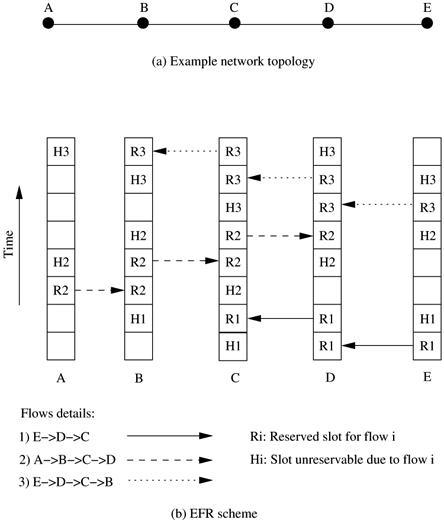 A B C D E
(a) Example network topology
H3 R3 R3 H3
H3 R3 R3 H3
H3 R3 R3
H2 R2 R2 H2
H2 R2 R2 H2
R2 R2 H2
H1 R1 R1 H1
H1 R1 R1
Time
A B C D E
Flows details:
1) E->D->C Ri: Reserved slot for flow i
2) A->B->C->D Hi: Slot unreservable due to flow i
3) E->D->C->B
(b) EFR scheme